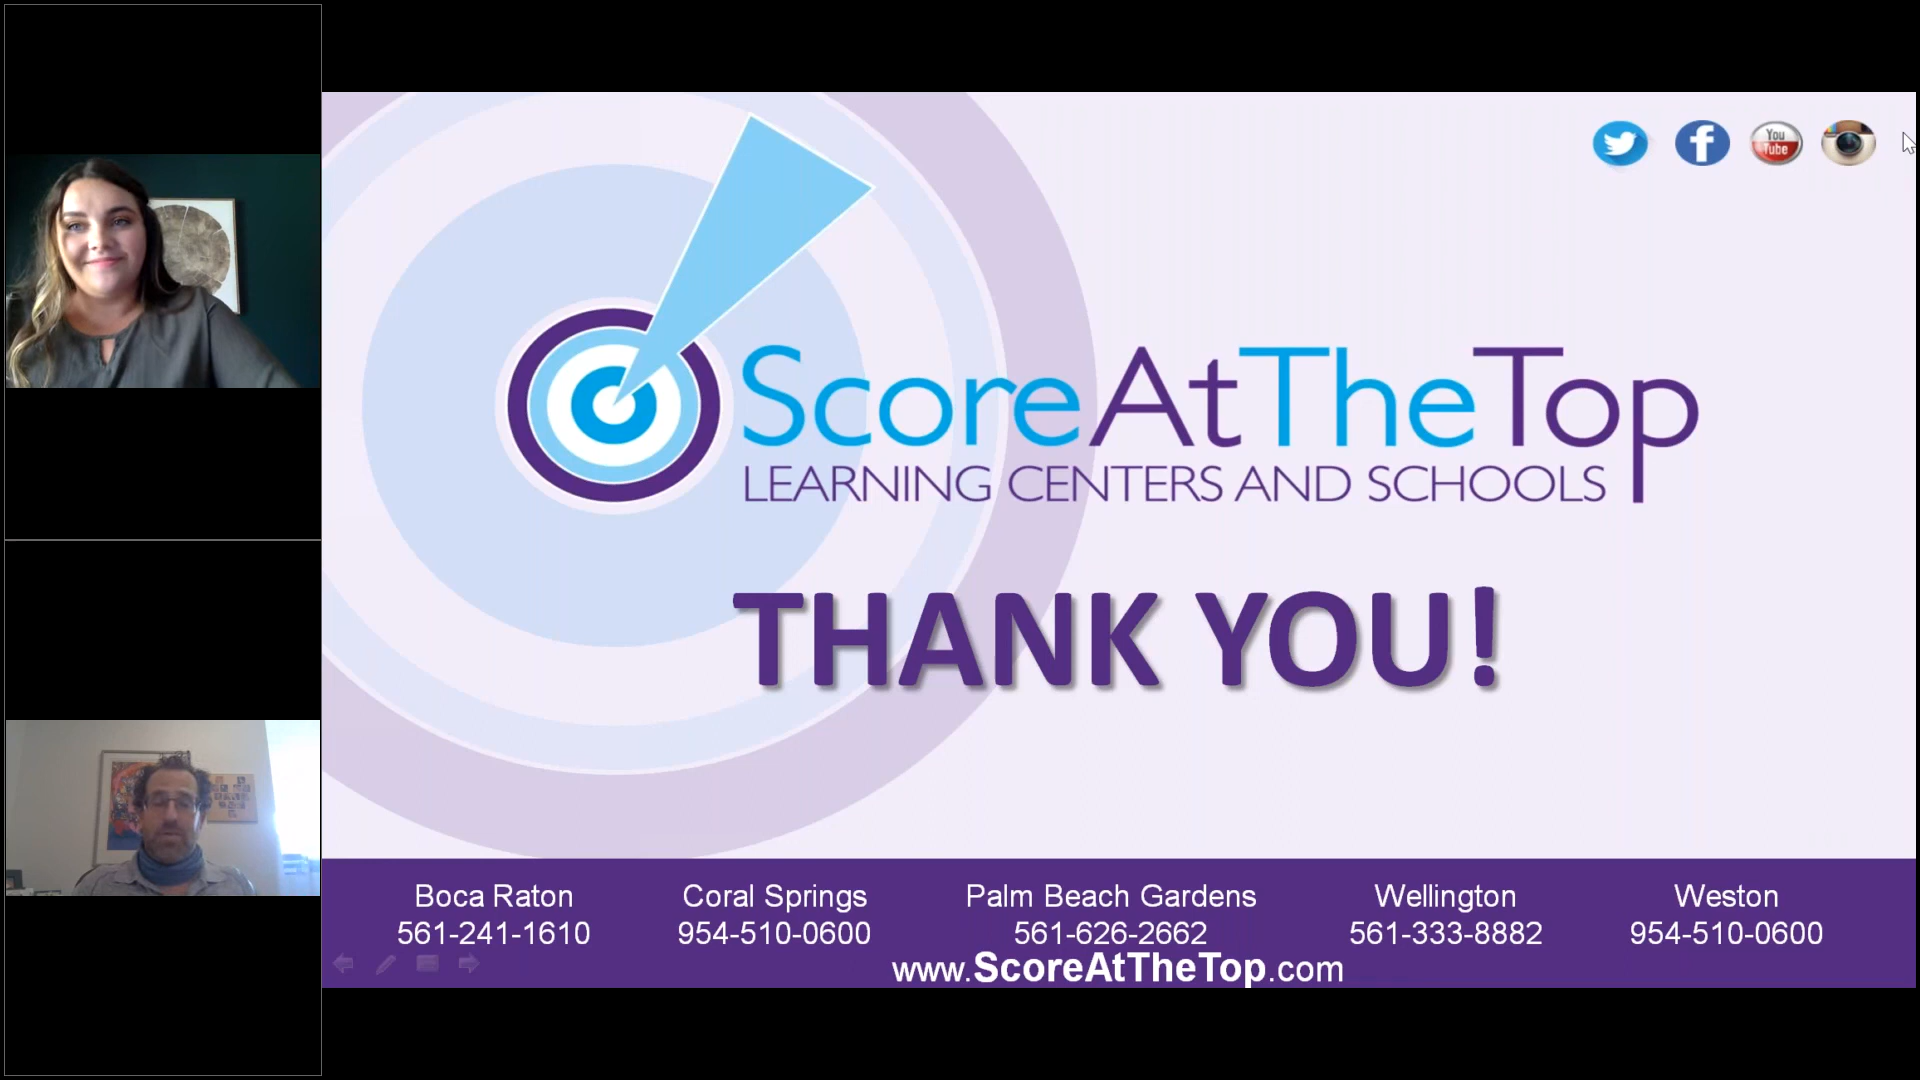 You
Tube
ScoreAtTheTop
LEARNING CENTERS AND SCHOOLS
THANK YOU!
Boca Raton
561-241-1610
Coral Springs
954-510-0600
Palm Beach Gardens
561-626-2662
Wellington
561-333-8882
Weston
954-510-0600
www.ScoreAtTheTop.com